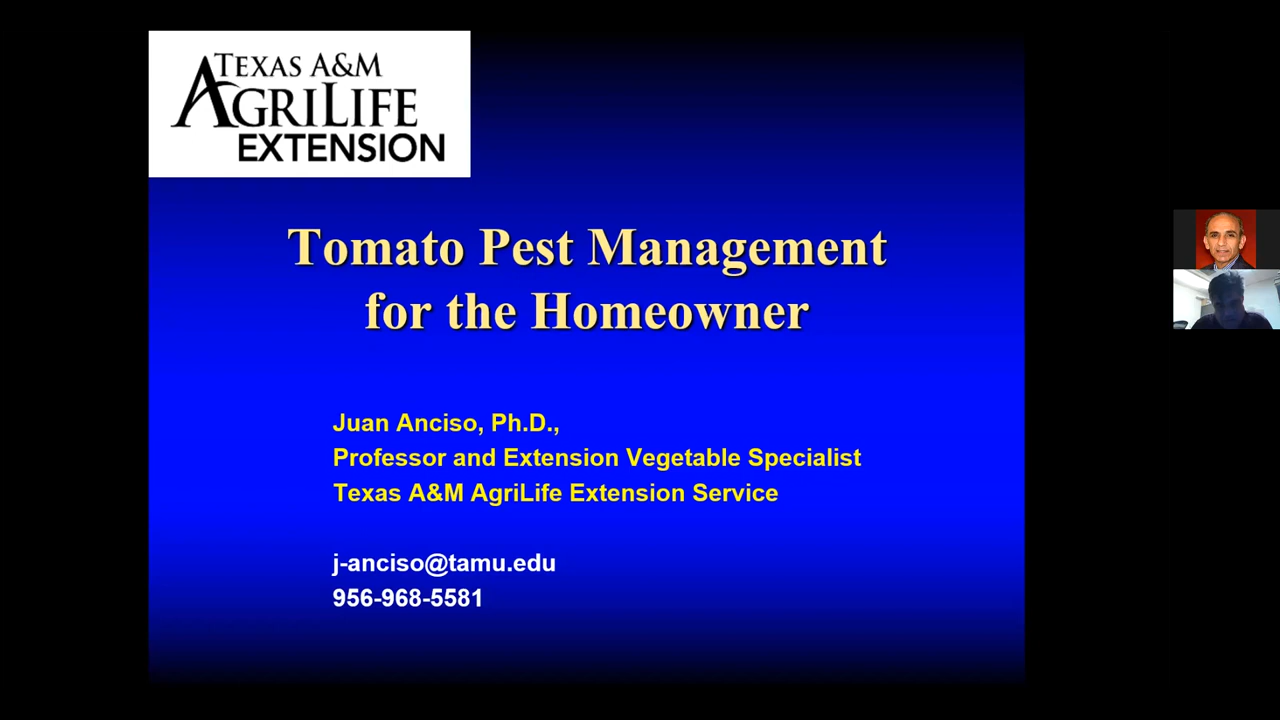 TEXAS A&M
AGRILIFE
EXTENSION
Tomato Pest Management
for the Homeowner
Juan Anciso, Ph.D.,
Professor and Extension Vegetable Specialist
Texas A&M AgriLife Extension Service
j-anciso@tamu.edu
956-968-5581